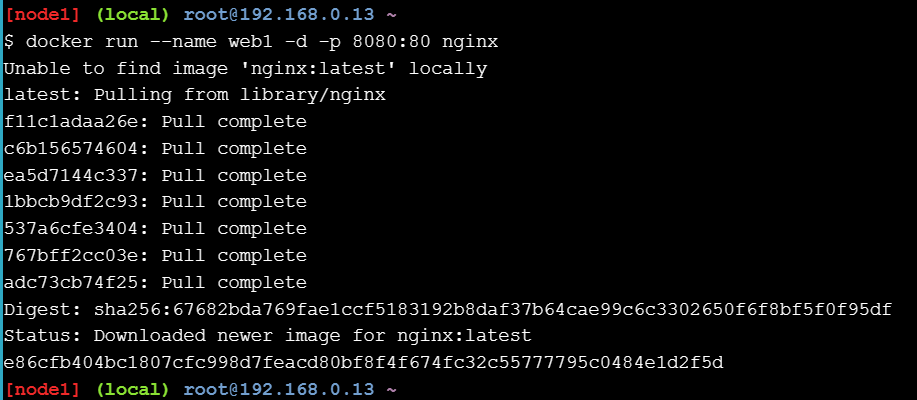 [node1] (local) root@192.168.0.13 ~
$ docker run --name web1 -d -p 8080:80 nginx
Unable to find image 'nginx:latest' locally
latest: Pulling from library/nginx
f11c1adaa26e: Pull complete
c6b156574604: Pull complete
ea5d7144c337: Pull complete
1bbcb9df2c93: Pull complete
537a6cfe3404: Pull complete
767bff2cc03e: Pull complete
adc73cb74f25: Pull complete
Digest: sha256:67682bda769fae1ccf5183192b8daf37b64cae99c6c3302650f6f8bf5f0f95df
Status: Downloaded newer image for nginx:latest
e86cfb404bc1807cfc998d7feacd80bf8f4f674fc32c55777795c0484e1d2f5d
[node1] (local) root@192.168.0.13 ~